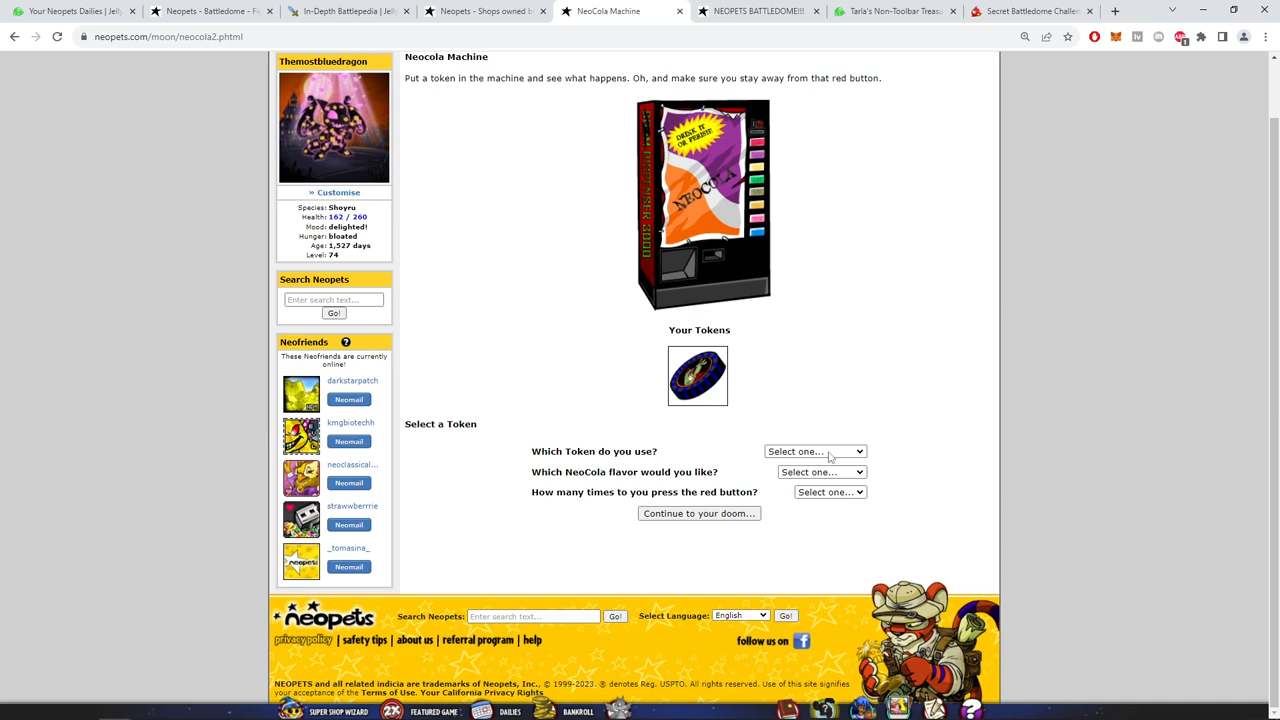 Your Neopets Dailies | Jelly
Neopets - Battledome - Fig
In-Depth Battlepedia | Jelly
Neopets - Shops owned b
NeoCola Machine
NEOPETS BATTLEDOME!!!
Tarla's Non-Toolbar Treasu
Secret Battledome Challen
neopets.com/moon/neocola2.phtml
Themostbluedragon
» Customise
Species: Shoyru
Health: 162 / 260
Mood: delighted!
Hunger: bloated
Age: 1,527 days
Level: 74
Search Neopets
Enter search text...
Go!
Neofriends ?
These Neofriends are currently
online!
darkstarpatch
Neomail
kmgbiotechh
Neomail
neoclassical...
Neomail
strawwberrrie
Neomail
_tomasina_
Neomail
Neocola Machine
Put a token in the machine and see what happens. Oh, and make sure you stay away from that red button.
DRINK IT
OR PERISH!
NEOCOLA
Your Tokens
Select a Token
Which Token do you use? Select one...
Which NeoCola flavor would you like? Select one...
How many times to you press the red button? Select one...
Continue to your doom...
neopets
Search Neopets: Enter search text... Go! Select Language: English Go!
privacy policy | safety tips | about us | referral program | help
follow us on f
NEOPETS and all related indicia are trademarks of Neopets, Inc., © 1999-2023. ® denotes Reg. USPTO. All rights reserved. Use of this site signifies
your acceptance of the Terms of Use. Your California Privacy Rights
SUPER SHOP WIZARD 2X FEATURED GAME DAILIES BANKROLL ?